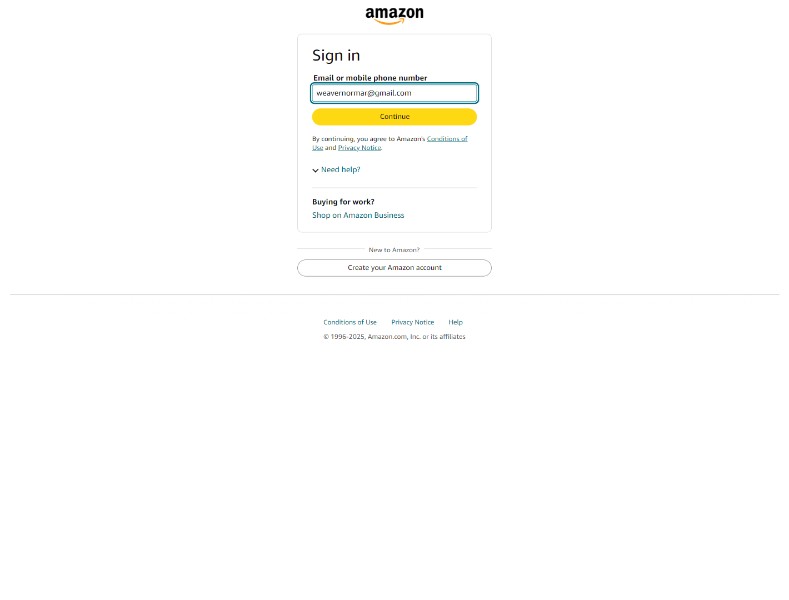 amazon
Sign in
Email or mobile phone number
weavernormar@gmail.com
Continue
By continuing, you agree to Amazon's Conditions of
Use and Privacy Notice.
Need help?
Buying for work?
Shop on Amazon Business
New to Amazon?
Create your Amazon account
Conditions of Use Privacy Notice Help
© 1996-2025, Amazon.com, Inc. or its affiliates